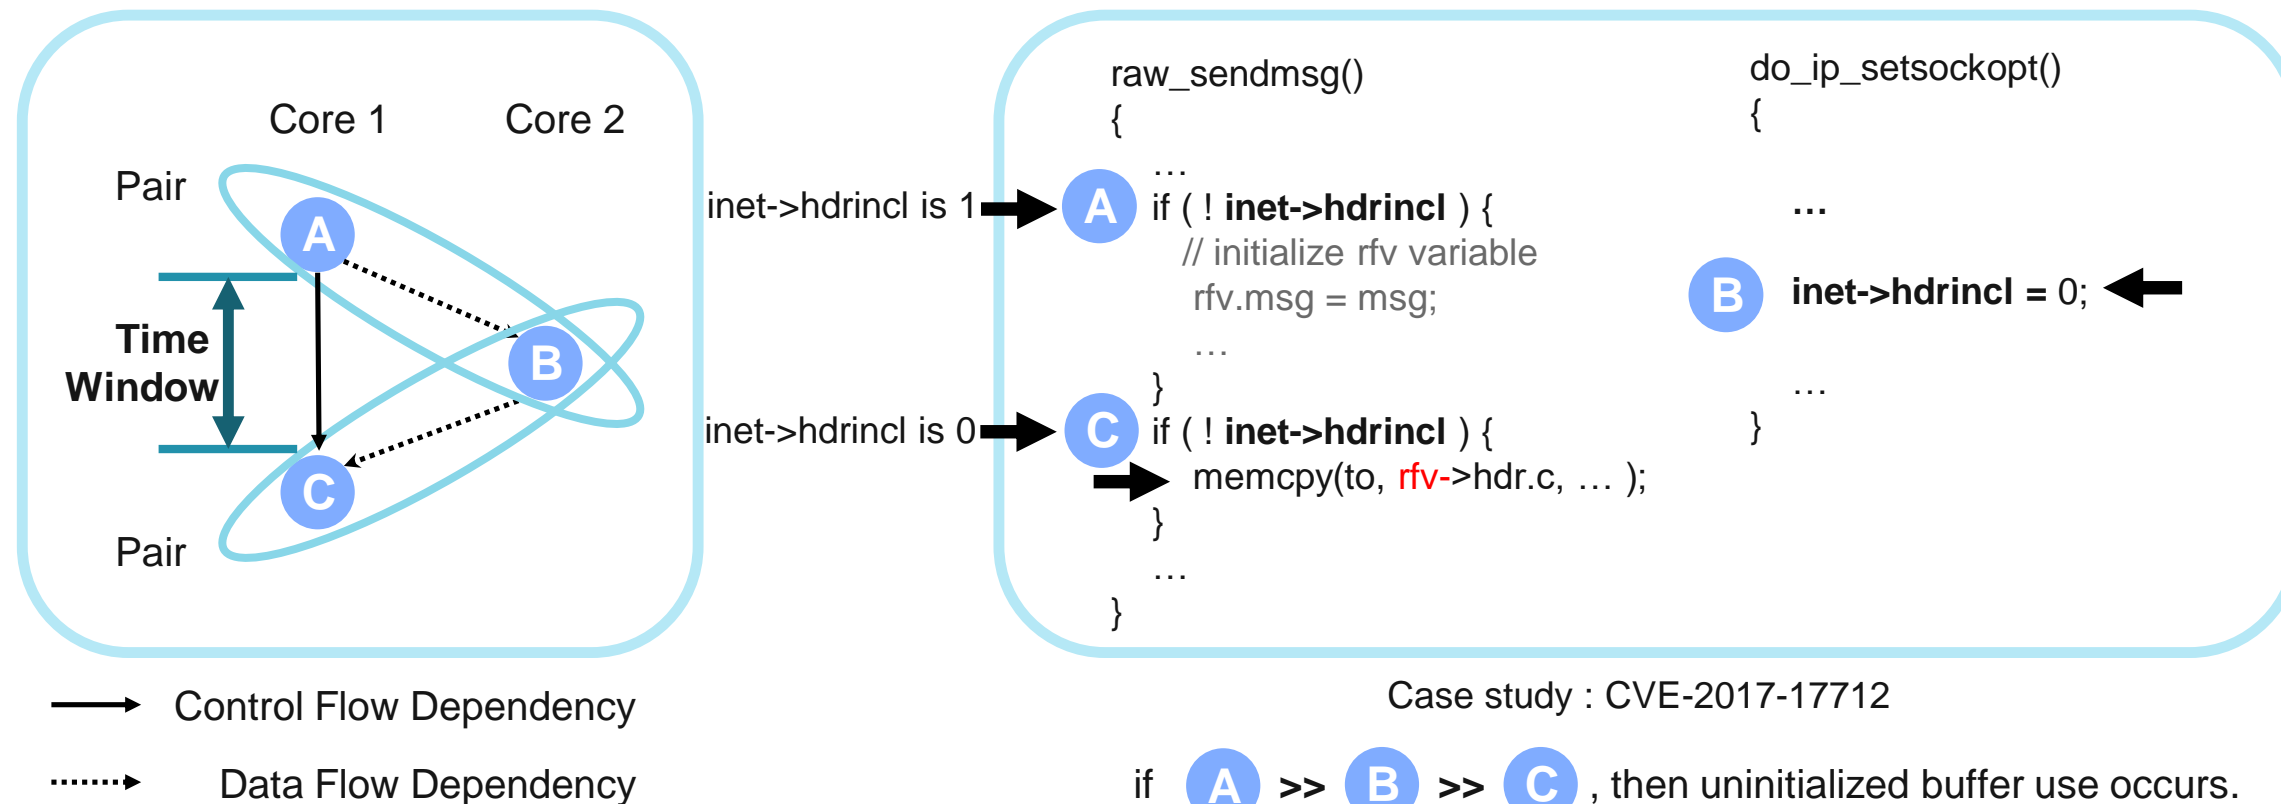 Core 1
Core 2
Pair
A
Time
Window
B
C
Pair
Control Flow Dependency
Data Flow Dependency
inet->hdrincl is 1
inet->hdrincl is 0
raw_sendmsg()
{
…
A if ( ! inet->hdrincl ) {
// initialize rfv variable
rfv.msg = msg;
…
}
C if ( ! inet->hdrincl ) {
memcpy(to, rfv->hdr.c, … );
}
…
}
do_ip_setsockopt()
{
…
B inet->hdrincl = 0;
…
}
Case study : CVE-2017-17712
if A >> B >> C , then uninitialized buffer use occurs.